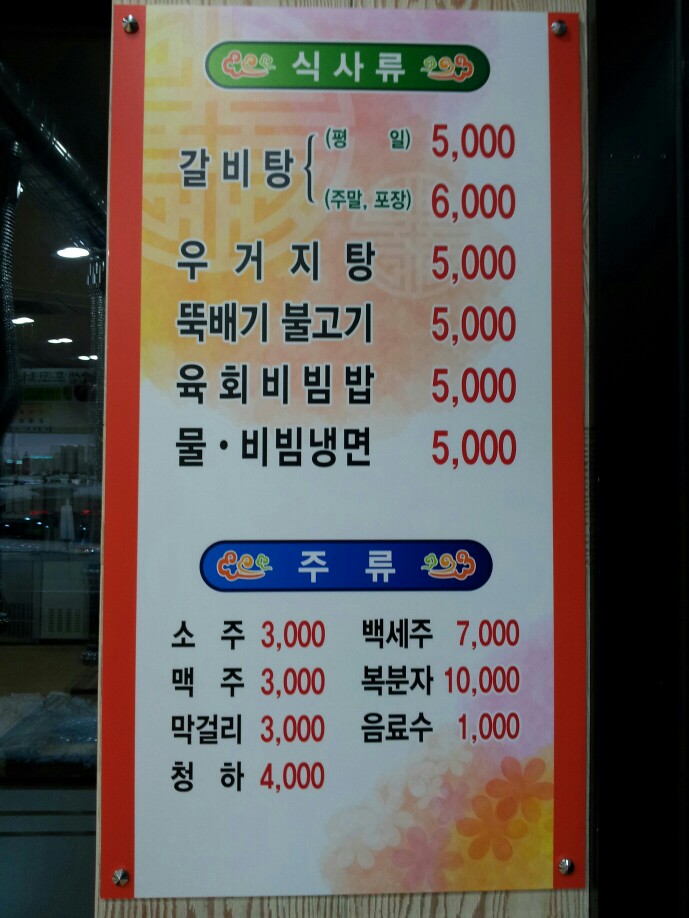 식사류
갈비탕 (평 일) 5,000
(주말, 포장) 6,000
우거지탕 5,000
뚝배기 불고기 5,000
육회비빔밥 5,000
물·비빔냉면 5,000
주류
소주 3,000 백세주 7,000
맥주 3,000 복분자 10,000
막걸리 3,000 음료수 1,000
청하 4,000